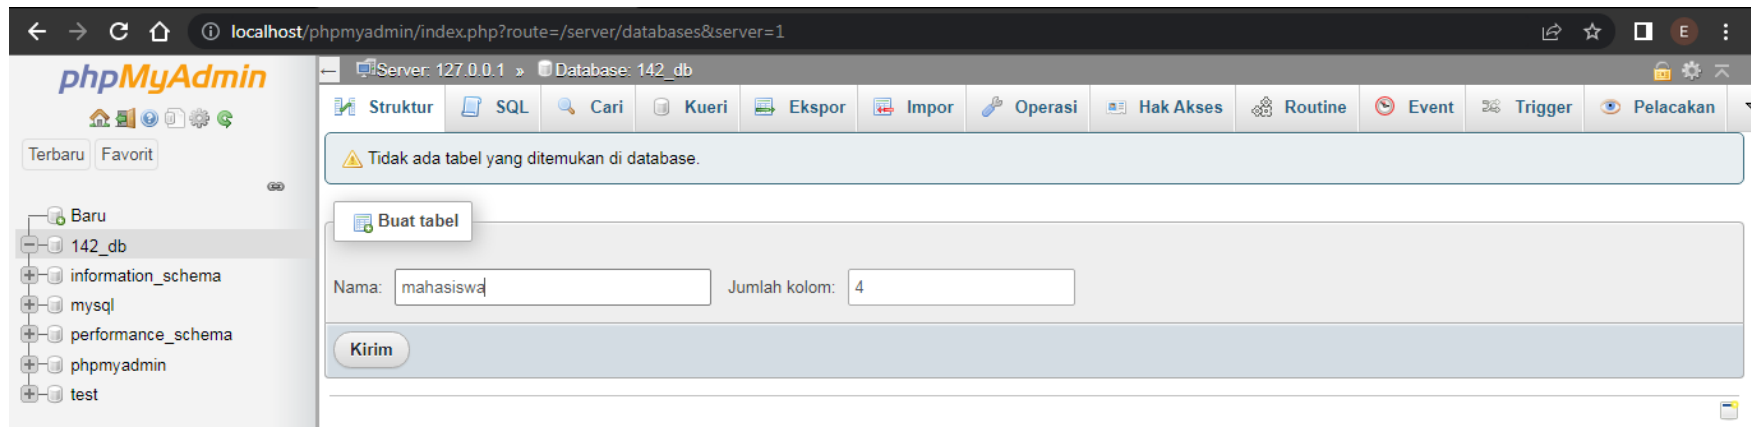 localhost/phpmyadmin/index.php?route=/server/databases&server=1
E
phpMyAdmin
Terbaru Favorit
Baru
142_db
information_schema
mysql
performance_schema
phpmyadmin
test
Server: 127.0.0.1 » Database: 142_db
Struktur SQL Cari Kueri Ekspor Impor Operasi Hak Akses Routine Event Trigger Pelacakan
Tidak ada tabel yang ditemukan di database.
Buat tabel
Nama: mahasiswa Jumlah kolom: 4
Kirim